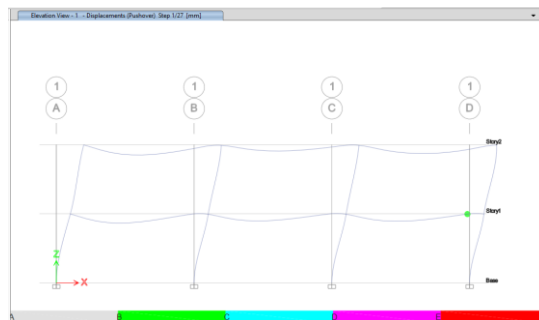 Elevation View - 1 - Displacements (Pushover) Step 1/27 [mm]
1 1 1 1
A B C D
Story2
Story1
Z
X
Base
A B C D E